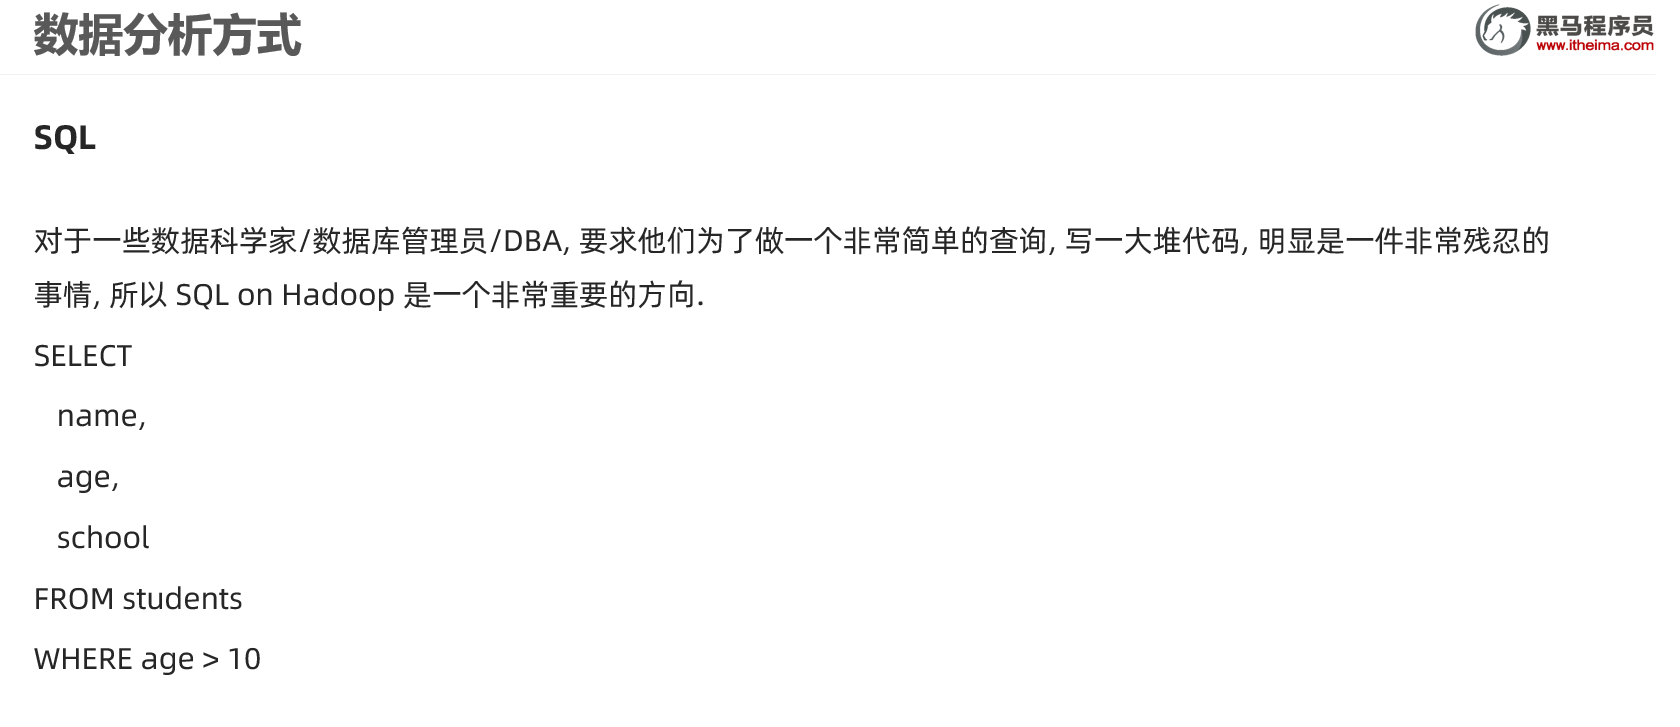 数据分析方式
黑马程序员
www.itheima.com
SQL
对于一些数据科学家/数据库管理员/DBA, 要求他们为了做一个非常简单的查询, 写一大堆代码, 明显是一件非常残忍的
事情, 所以 SQL on Hadoop 是一个非常重要的方向.
SELECT
name,
age,
school
FROM students
WHERE age > 10